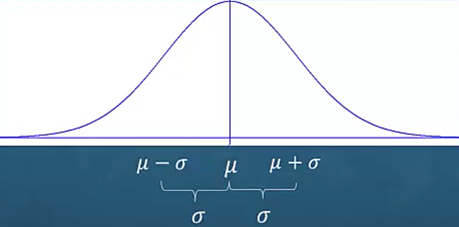 μ − σ μ μ + σ
σ σ